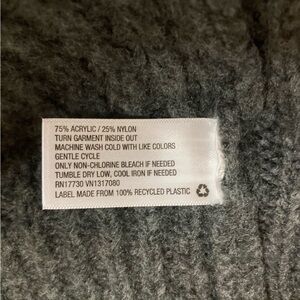 75% ACRYLIC / 25% NYLON
TURN GARMENT INSIDE OUT
MACHINE WASH COLD WITH LIKE COLORS
GENTLE CYCLE
ONLY NON-CHLORINE BLEACH IF NEEDED
TUMBLE DRY LOW, COOL IRON IF NEEDED
RN17730 VN1317080
LABEL MADE FROM 100% RECYCLED PLASTIC